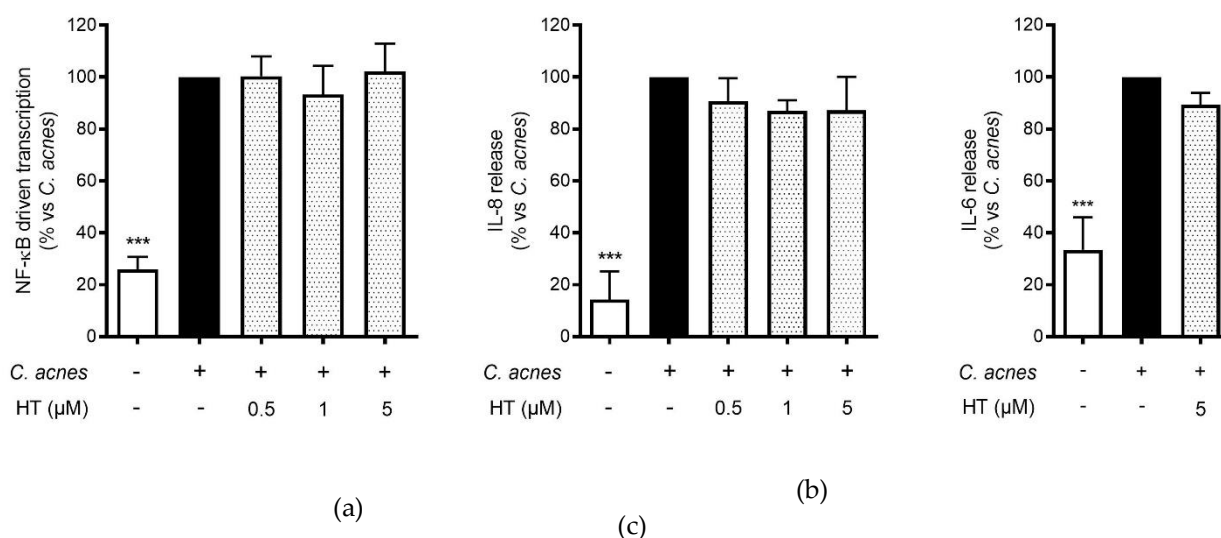 NF-κB driven transcription
(% vs C. acnes)
120
100
80
60
40
20
0
***
C. acnes - + + + +
HT (µM) - - 0.5 1 5
IL-8 release
(% vs C. acnes)
120
100
80
60
40
20
0
***
C. acnes - + + + +
HT (µM) - - 0.5 1 5
IL-6 release
(% vs C. acnes)
120
100
80
60
40
20
0
***
C. acnes - + +
HT (µM) - - 5
(a)
(b)
(c)